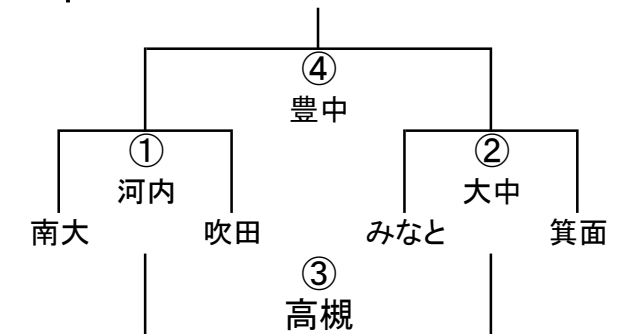 ④
豊中
① ②
河内 大中
南大 吹田 みなと 箕面
③
高槻